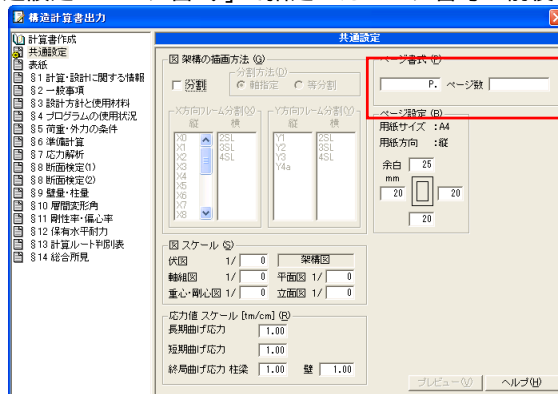 構造計算書出力
計算書作成
共通設定
表紙
§1 計算・設計に関する情報
§2 一般事項
§3 設計方針と使用材料
§4 プログラムの使用状況
§5 荷重・外力の条件
§6 準備計算
§7 応力解析
§8 断面検定(1)
§8 断面検定(2)
§9 壁量・柱量
§10 層間変形角
§11 剛性率・偏心率
§12 保有水平耐力
§13 計算ルート判別表
§14 総合所見
共通設定
図 架構の描画方法 (G)
分割
分割方法(D)
軸指定 等分割
X方向フレーム分割(X)
縦 横
X0
X1
X2
X3
X4
X5
X6
X7
X8
2SL
3SL
4SL
Y方向フレーム分割(Y)
縦 横
Y1
Y2
Y3
Y4a
2SL
3SL
4SL
図 スケール (S)
伏図 1/ 0 架構図
軸組図 1/ 0 平面図 1/ 0
重心・剛心図 1/ 0 立面図 1/ 0
応力値 スケール [tm/cm] (R)
長期曲げ応力 1.00
短期曲げ応力 1.00
終局曲げ応力 柱梁 1.00 壁 1.00
ページ書式 (P)
P. ページ数
ページ設定 (B)
用紙サイズ :A4
用紙方向 :縦
余白 25
mm
20 20
20
プレビュー(V) ヘルプ(H)